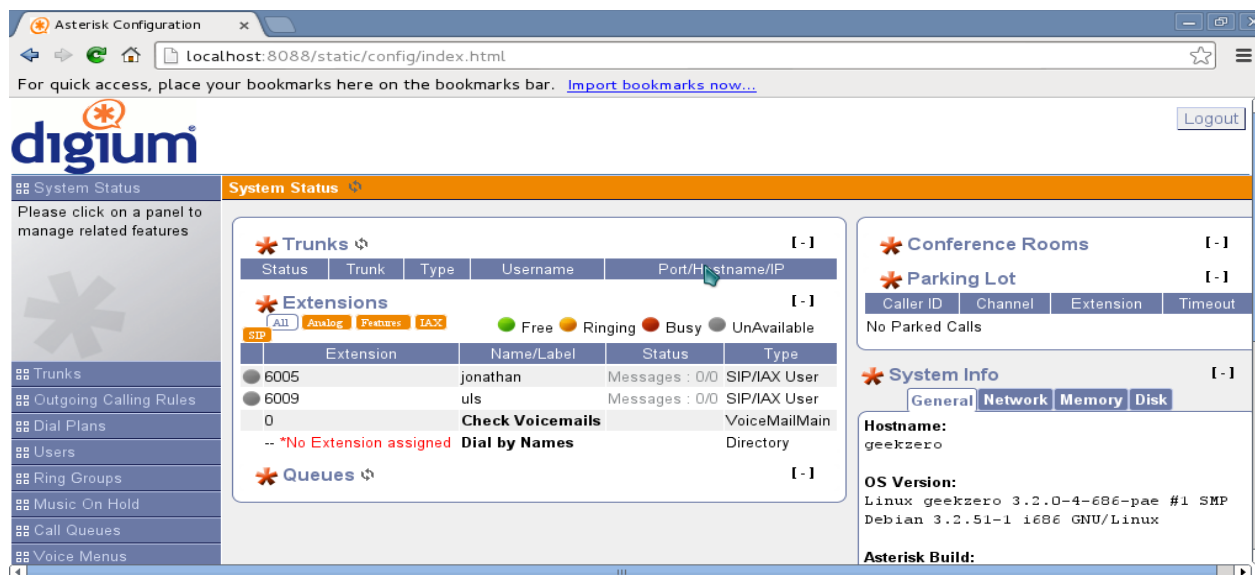 Asterisk Configuration
localhost:8088/static/config/index.html
For quick access, place your bookmarks here on the bookmarks bar. Import bookmarks now...
digium
Logout
System Status
Please click on a panel to
manage related features
Trunks
Outgoing Calling Rules
Dial Plans
Users
Ring Groups
Music On Hold
Call Queues
Voice Menus
System Status
Trunks [-]
Status Trunk Type Username Port/Hostname/IP
Extensions [-]
All Analog Features IAX
SIP
Free Ringing Busy UnAvailable
Extension Name/Label Status Type
6005 jonathan Messages : 0/0 SIP/IAX User
6009 uls Messages : 0/0 SIP/IAX User
0 Check Voicemails VoiceMailMain
-- *No Extension assigned Dial by Names Directory
Queues [-]
Conference Rooms [-]
Parking Lot [-]
Caller ID Channel Extension Timeout
No Parked Calls
System Info [-]
General Network Memory Disk
Hostname:
geekzero
OS Version:
Linux geekzero 3.2.0-4-686-pae #1 SMP
Debian 3.2.51-1 i686 GNU/Linux
Asterisk Build: